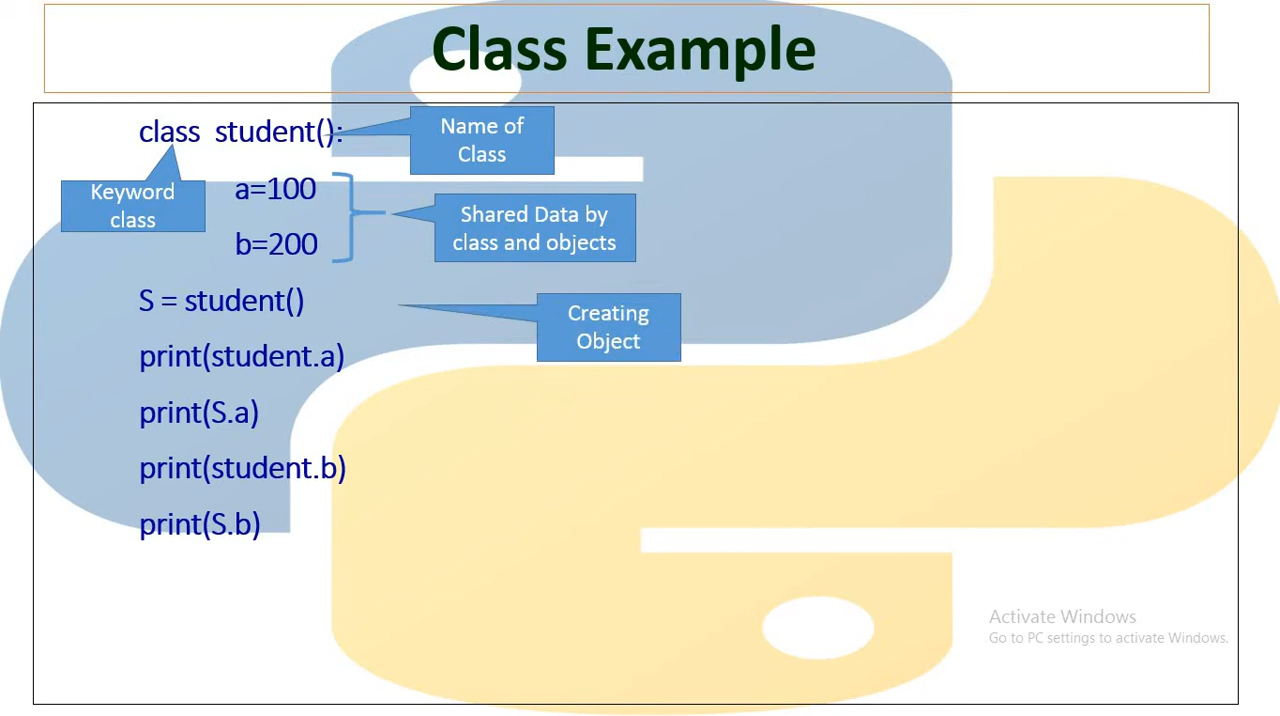 Class Example
class  student():
Name of
Class
Keyword
class
a=100
b=200
Shared Data by
class and objects
S = student()
Creating
Object
print(student.a)
print(S.a)
print(student.b)
print(S.b)
Activate Windows
Go to PC settings to activate Windows.